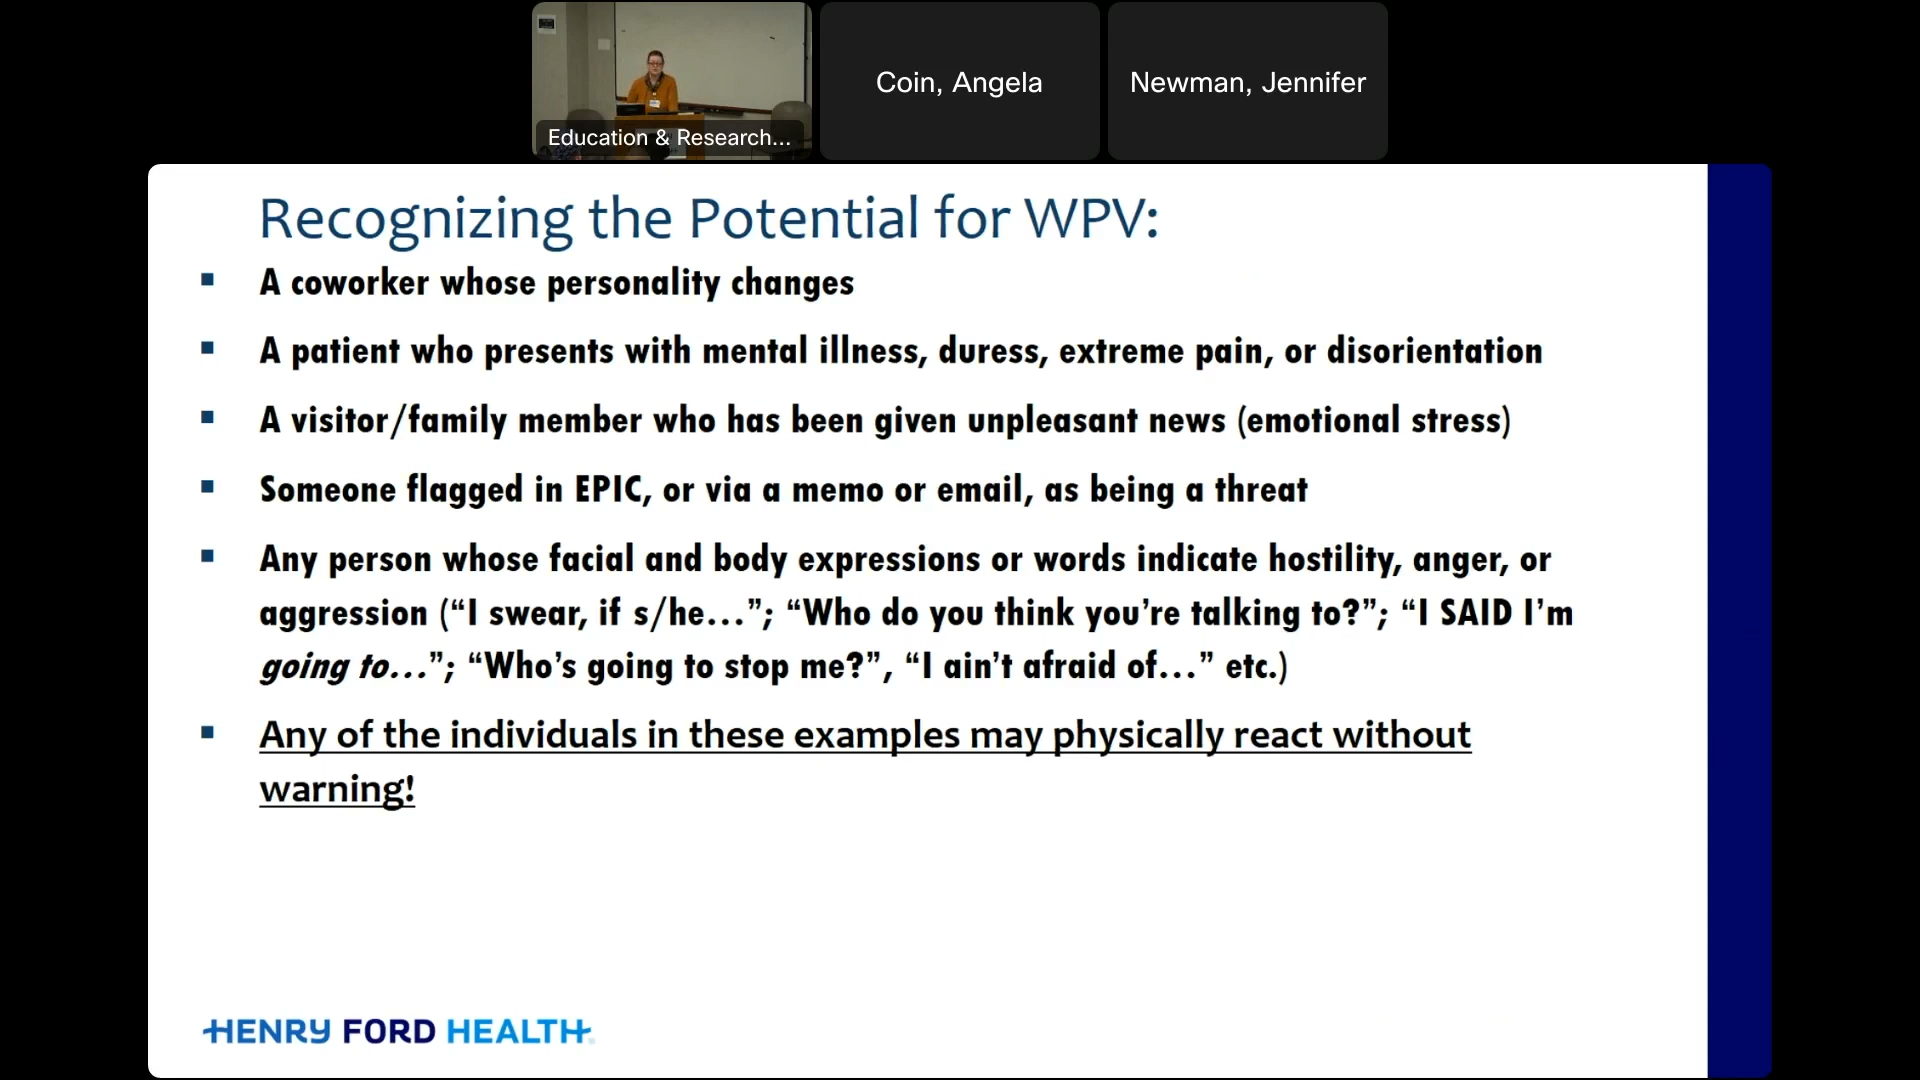 Education & Research...
Coin, Angela
Newman, Jennifer
Recognizing the Potential for WPV:
▪ A coworker whose personality changes
▪ A patient who presents with mental illness, duress, extreme pain, or disorientation
▪ A visitor/family member who has been given unpleasant news (emotional stress)
▪ Someone flagged in EPIC, or via a memo or email, as being a threat
▪ Any person whose facial and body expressions or words indicate hostility, anger, or
aggression (“I swear, if s/he…”; “Who do you think you’re talking to?”; “I SAID I’m
going to…”; “Who’s going to stop me?”, “I ain’t afraid of…” etc.)
▪ Any of the individuals in these examples may physically react without
warning!
HENRY FORD HEALTH